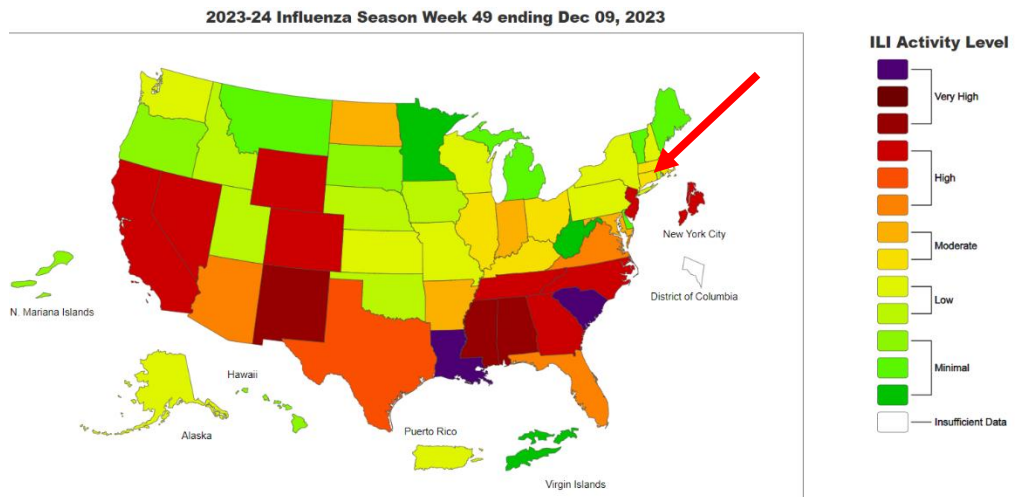 2023-24 Influenza Season Week 49 ending Dec 09, 2023
ILI Activity Level
Very High
High
Moderate
Low
Minimal
Insufficient Data
New York City
District of Columbia
N. Mariana Islands
Hawaii
Alaska
Puerto Rico
Virgin Islands